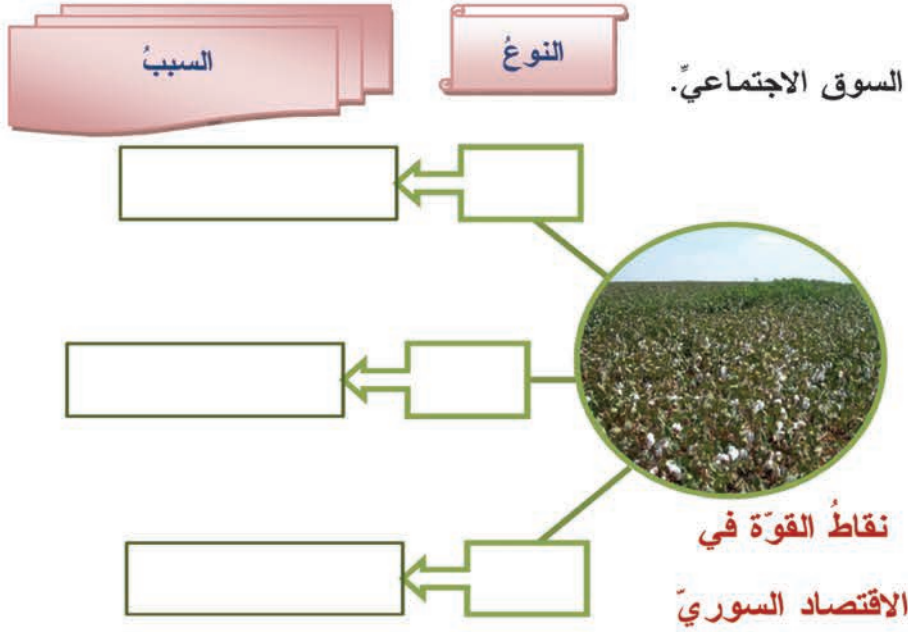 السببُ
النوعُ
السوق الاجتماعيِّ.
نقاطُ القوّة في
الاقتصاد السوريّ